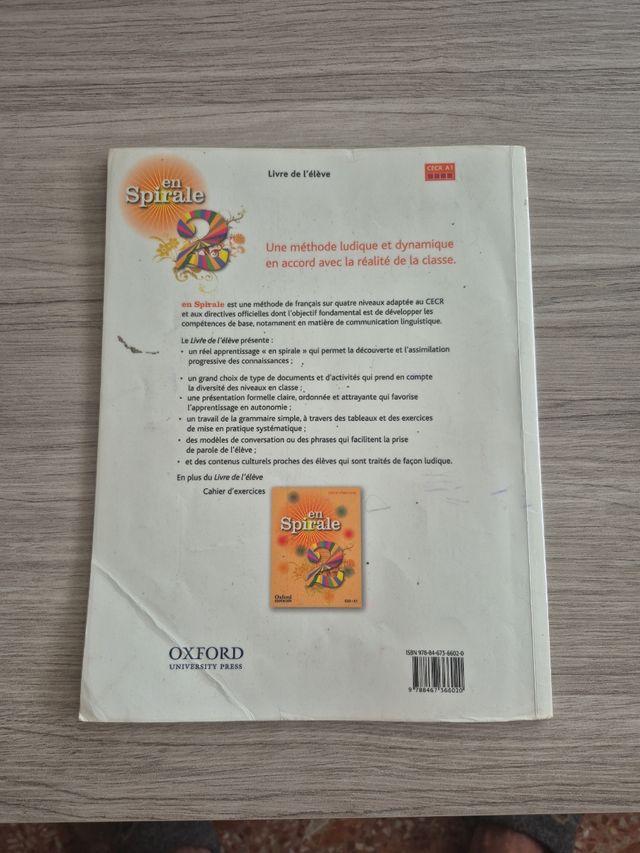 Livre de l'élève
CECR A1
en
Spirale
2
Une méthode ludique et dynamique
en accord avec la réalité de la classe.
en Spirale est une méthode de français sur quatre niveaux adaptée au CECR
et aux directives officielles dont l'objectif fondamental est de développer les
compétences de base, notamment en matière de communication linguistique.
Le Livre de l'élève présente :
• un réel apprentissage « en spirale » qui permet la découverte et l'assimilation
progressive des connaissances ;
• un grand choix de type de documents et d'activités qui prend en compte
la diversité des niveaux en classe ;
• une présentation formelle claire, ordonnée et attrayante qui favorise
l'apprentissage en autonomie ;
• un travail de la grammaire simple, à travers des tableaux et des exercices
de mise en pratique systématique ;
• des modèles de conversation ou des phrases qui facilitent la prise
de parole de l'élève ;
• et des contenus culturels proches des élèves qui sont traités de façon ludique.
En plus du Livre de l'élève
Cahier d'exercices
en
Spirale
2
Oxford
OXFORD
UNIVERSITY PRESS
ISBN 978-84-673-6602-0
9 788467 366020